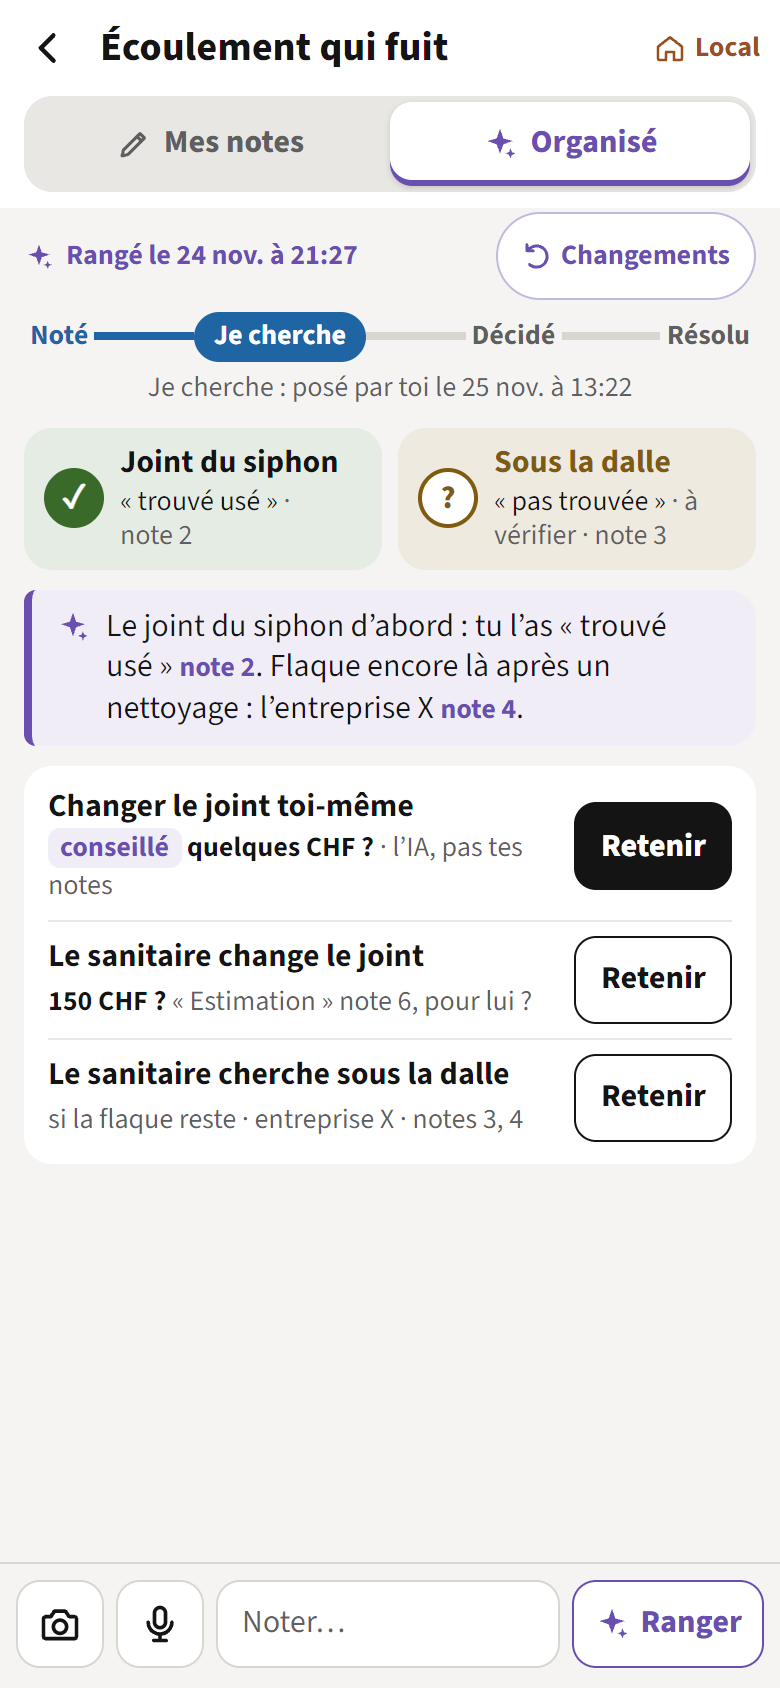 Écoulement qui fuit
Local
Mes notes
Organisé
Rangé le 24 nov. à 21:27
Changements
Noté
Je cherche
Décidé
Résolu
Je cherche : posé par toi le 25 nov. à 13:22
Joint du siphon
« trouvé usé » ·
note 2
?
Sous la dalle
« pas trouvée » · à
vérifier · note 3
Le joint du siphon d’abord : tu l’as « trouvé
usé » note 2. Flaque encore là après un
nettoyage : l’entreprise X note 4.
Changer le joint toi-même
conseillé quelques CHF ? · l’IA, pas tes
notes
Retenir
Le sanitaire change le joint
150 CHF ? « Estimation » note 6, pour lui ?
Retenir
Le sanitaire cherche sous la dalle
si la flaque reste · entreprise X · notes 3, 4
Retenir
Noter…
Ranger